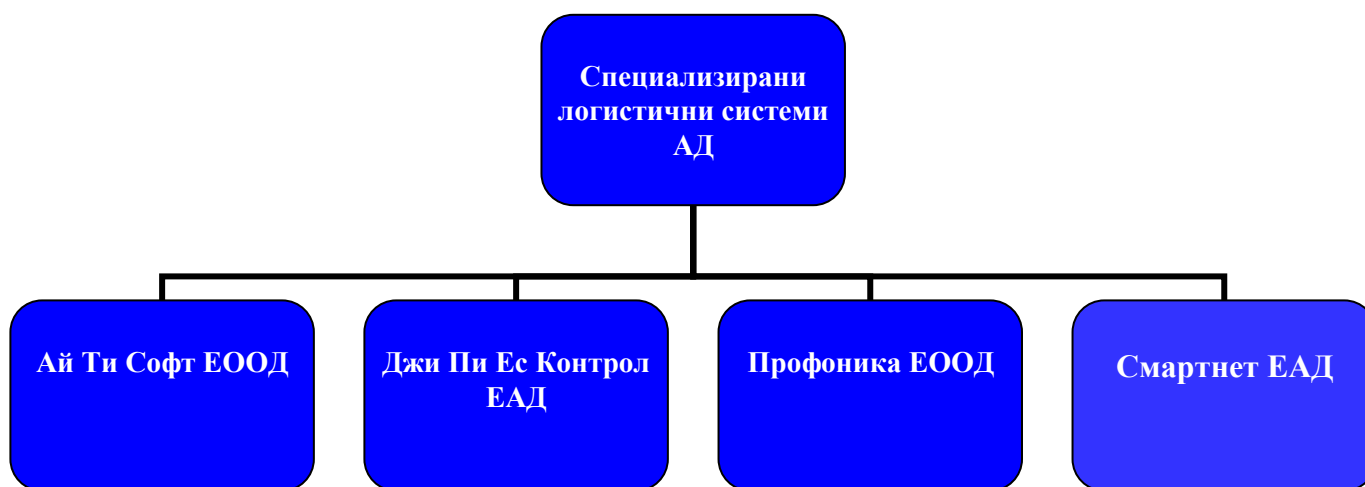 Специализирани
логистични системи
АД
Ай Ти Софт ЕООД
Джи Пи Ес Контрол
ЕАД
Профоника ЕООД
Смартнет ЕАД